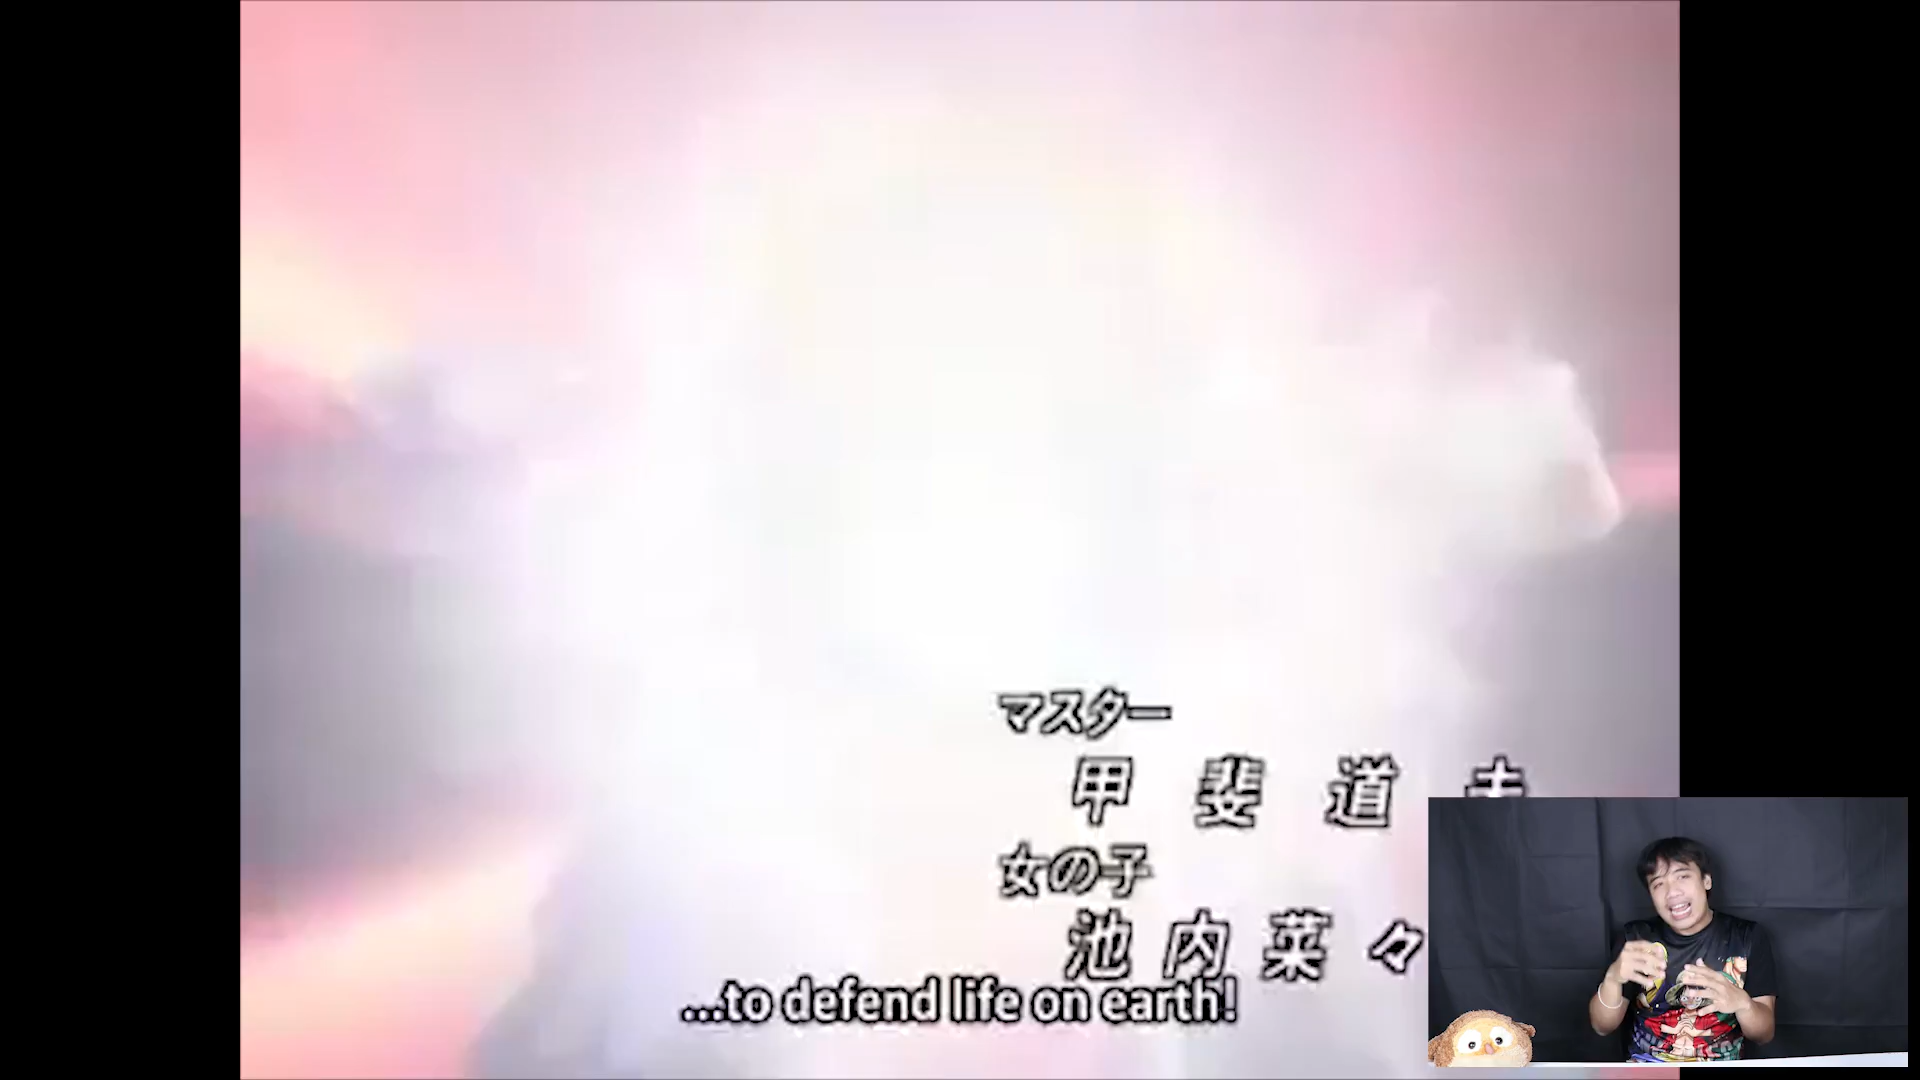 マスター
甲斐道夫
女の子
池内菜々
...to defend life on earth!